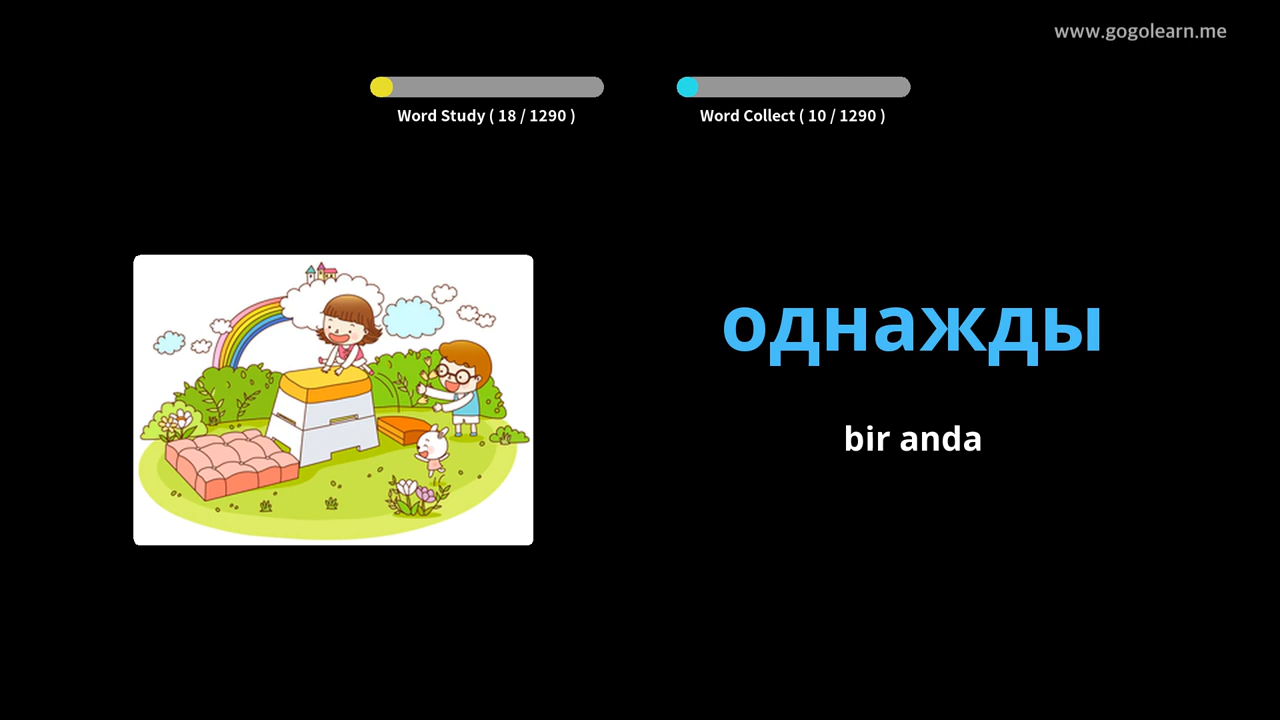 www.gogolearn.me
Word Study ( 18 / 1290 )
Word Collect ( 10 / 1290 )
однажды
bir anda